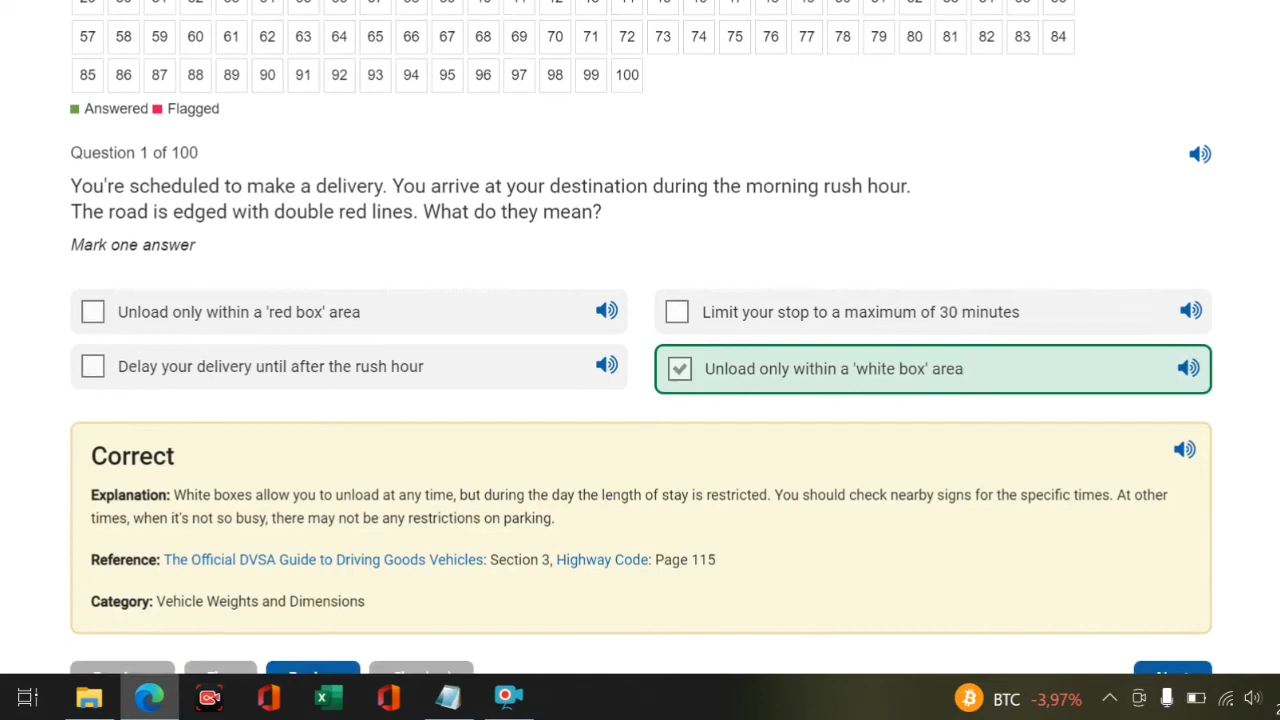 57 58 59 60 61 62 63 64 65 66 67 68 69 70 71 72 73 74 75 76 77 78 79 80 81 82 83 84
85 86 87 88 89 90 91 92 93 94 95 96 97 98 99 100
Answered Flagged
Question 1 of 100
You're scheduled to make a delivery. You arrive at your destination during the morning rush hour.
The road is edged with double red lines. What do they mean?
Mark one answer
Unload only within a 'red box' area
Limit your stop to a maximum of 30 minutes
Delay your delivery until after the rush hour
Unload only within a 'white box' area
Correct
Explanation: White boxes allow you to unload at any time, but during the day the length of stay is restricted. You should check nearby signs for the specific times. At other
times, when it's not so busy, there may not be any restrictions on parking.
Reference: The Official DVSA Guide to Driving Goods Vehicles: Section 3, Highway Code: Page 115
Category: Vehicle Weights and Dimensions
BTC -3,97%